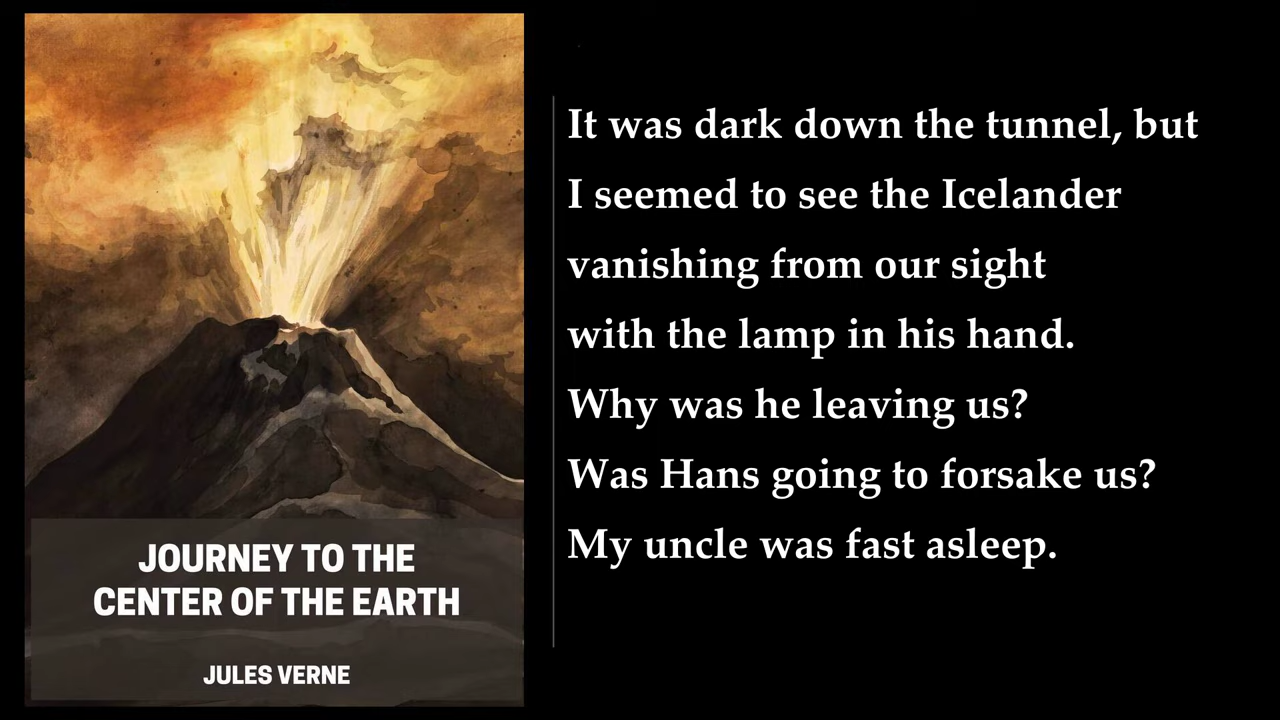 JOURNEY TO THE
CENTER OF THE EARTH
JULES VERNE
It was dark down the tunnel, but
I seemed to see the Icelander
vanishing from our sight
with the lamp in his hand.
Why was he leaving us?
Was Hans going to forsake us?
My uncle was fast asleep.